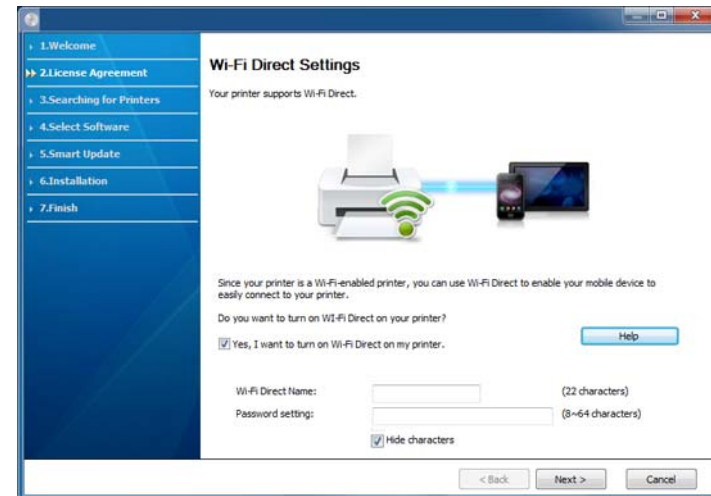 1.Welcome
2.License Agreement
3.Searching for Printers
4.Select Software
5.Smart Update
6.Installation
7.Finish
Wi-Fi Direct Settings
Your printer supports Wi-Fi Direct.
Since your printer is a Wi-Fi-enabled printer, you can use Wi-Fi Direct to enable your mobile device to
easily connect to your printer.
Do you want to turn on WI-Fi Direct on your printer?
Help
Yes, I want to turn on Wi-Fi Direct on my printer.
Wi-Fi Direct Name: (22 characters)
Password setting: (8~64 characters)
Hide characters
< Back Next > Cancel